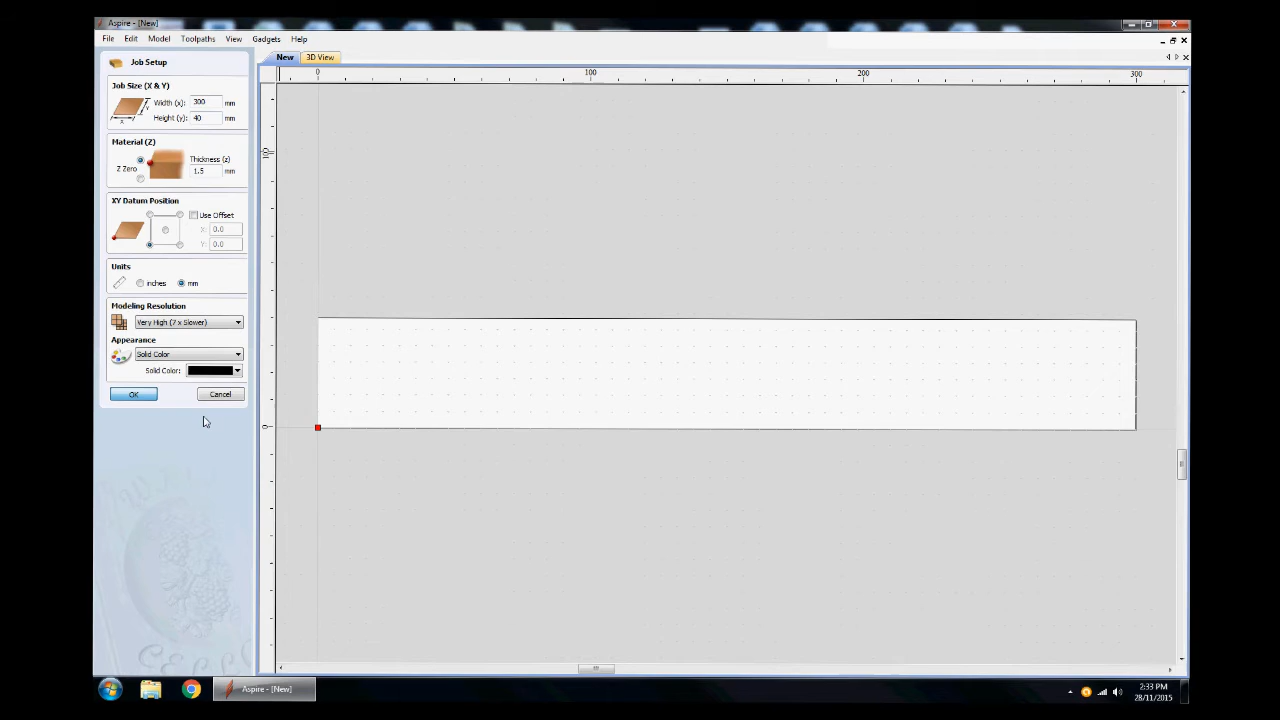 Aspire - [New]
File Edit Model Toolpaths View Gadgets Help
Job Setup
New 3D View
0 100 200 300
Job Size (X & Y)
Width (x): 300 mm
Height (y): 40 mm
Material (Z)
Thickness (z)
Z Zero 1.5 mm
100
XY Datum Position
Use Offset
X: 0.0
Y: 0.0
Units
inches mm
Modeling Resolution
Very High (7 x Slower)
Appearance
Solid Color
Solid Color:
OK Cancel
0
Aspire - [New]
2:33 PM
28/11/2015